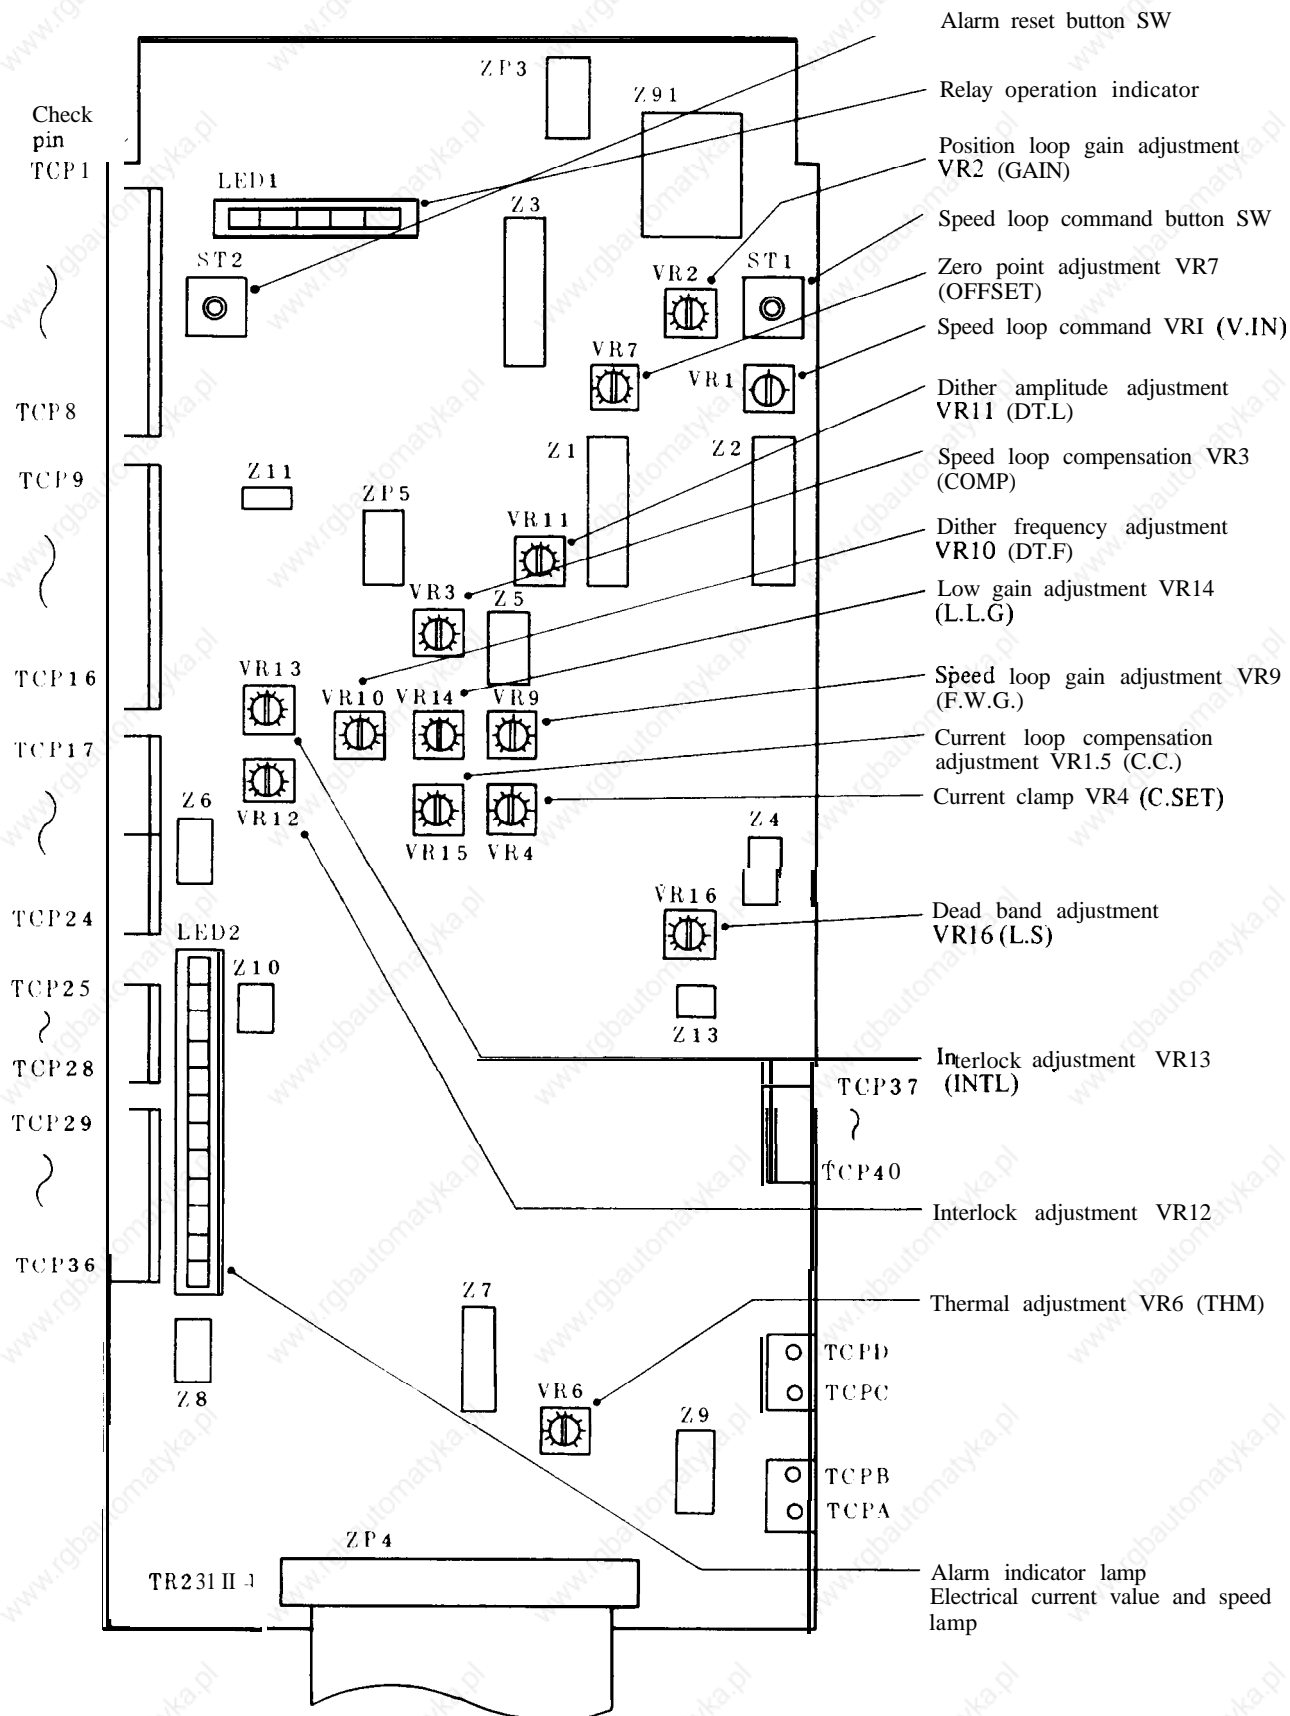 Alarm reset button SW
ZP3
Z91
Relay operation indicator
Check
pin
TCP1
Position loop gain adjustment
VR2 (GAIN)
LED1
Z3
Speed loop command button SW
ST2
VR2
ST1
Zero point adjustment VR7
(OFFSET)
Speed loop command VRI (V.IN)
VR7
VR1
Dither amplitude adjustment
VR11 (DT.L)
TCP8
Z1
Z2
Speed loop compensation VR3
(COMP)
TCP9
Z11
ZP5
VR11
Dither frequency adjustment
VR10 (DT.F)
VR3
Z5
Low gain adjustment VR14
(L.L.G)
TCP16
VR13
VR10
VR14
VR9
Speed loop gain adjustment VR9
(F.W.G.)
TCP17
Current loop compensation
adjustment VR1.5 (C.C.)
Z6
VR12
Current clamp VR4 (C.SET)
Z4
VR15
VR4
VR16
TCP24
LED2
Dead band adjustment
VR16 (L.S)
Z10
TCP25
Z13
TCP28
Interlock adjustment VR13
(INTL)
TCP37
TCP29
TCP40
Interlock adjustment VR12
TCP36
Z7
Thermal adjustment VR6 (THM)
TCPD
Z8
VR6
TCPC
Z9
TCPB
TCPA
ZP4
TR231II
Alarm indicator lamp
Electrical current value and speed
lamp
www.rgbautomatyka.pl